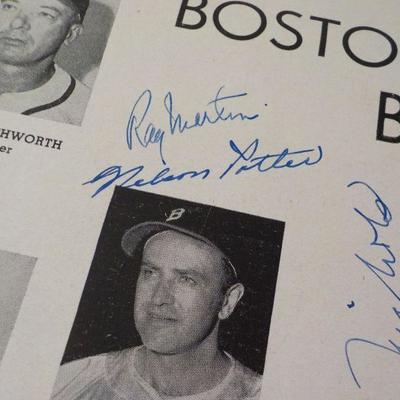 BOSTO
B
HWORTH
er
Ray Martin
Nelson Potter
B